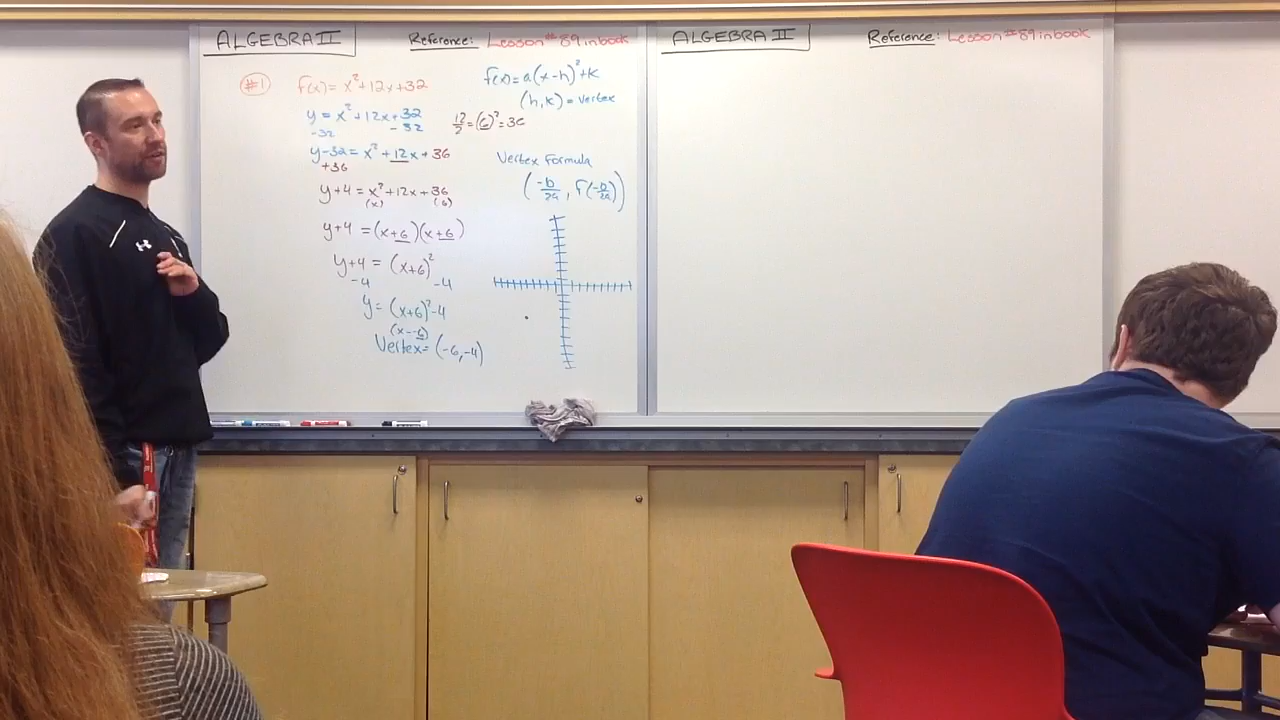 ALGEBRA II
Reference: Lesson #89 in book
#1
f(x) = x²+12x+32
y = x²+12x+32
-32 -32
y-32 = x²+12x+36
+36
y+4 = x²+12x+36
(x) (6)
y+4 = (x+6)(x+6)
y+4 = (x+6)²
-4 -4
y = (x+6)²-4
(x--6)
Vertex = (-6,-4)
f(x) = a(x-h)²+k
(h,k) = vertex
12/2 = (6)² = 36
Vertex Formula
(-b/2a, f(-b/2a))
ALGEBRA II
Reference: Lesson #89 in book